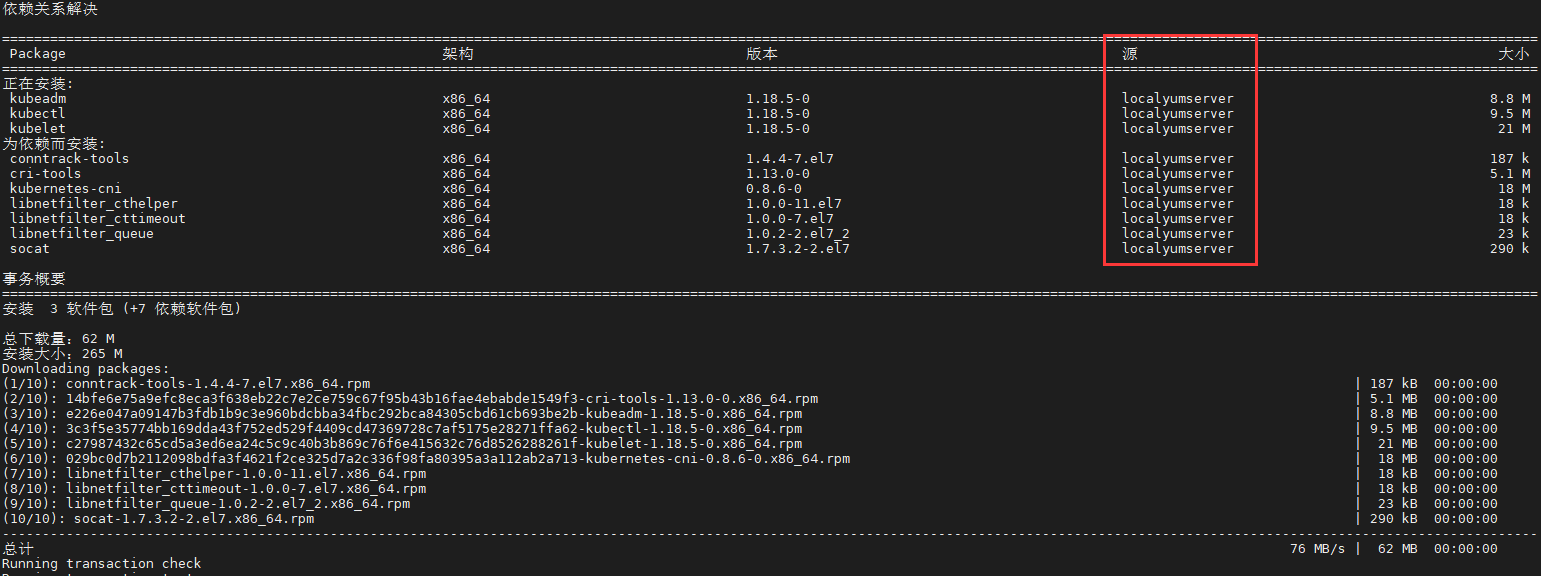 依赖关系解决
================================================================================
Package 架构 版本 源 大小
================================================================================
正在安装:
kubeadm x86_64 1.18.5-0 localyumserver 8.8 M
kubectl x86_64 1.18.5-0 localyumserver 9.5 M
kubelet x86_64 1.18.5-0 localyumserver 21 M
为依赖而安装:
conntrack-tools x86_64 1.4.4-7.el7 localyumserver 187 k
cri-tools x86_64 1.13.0-0 localyumserver 5.1 M
kubernetes-cni x86_64 0.8.6-0 localyumserver 18 M
libnetfilter_cthelper x86_64 1.0.0-11.el7 localyumserver 18 k
libnetfilter_cttimeout x86_64 1.0.0-7.el7 localyumserver 18 k
libnetfilter_queue x86_64 1.0.2-2.el7_2 localyumserver 23 k
socat x86_64 1.7.3.2-2.el7 localyumserver 290 k
事务概要
================================================================================
安装 3 软件包 (+7 依赖软件包)
总下载量：62 M
安装大小：265 M
Downloading packages:
(1/10): conntrack-tools-1.4.4-7.el7.x86_64.rpm | 187 kB 00:00:00
(2/10): 14bfe6e75a9efc8eca3f638eb22c7e2ce759c67f95b43b16fae4ebabde1549f3-cri-tools-1.13.0-0.x86_64.rpm | 5.1 MB 00:00:00
(3/10): e226e047a09147b3fdb1b9c3e960bdcbba34fbc292bca84305cbd61cb693be2b-kubeadm-1.18.5-0.x86_64.rpm | 8.8 MB 00:00:00
(4/10): 3c3f5e35774bb169dda43f752ed529f4409cd47369728c7af5175e28271ffa62-kubectl-1.18.5-0.x86_64.rpm | 9.5 MB 00:00:00
(5/10): c27987432c65cd5a3ed6ea24c5c9c40b3b869c76f6e415632c76d8526288261f-kubelet-1.18.5-0.x86_64.rpm | 21 MB 00:00:00
(6/10): 029bc0d7b2112098bdfa3f4621f2ce325d7a2c336f98fa80395a3a112ab2a713-kubernetes-cni-0.8.6-0.x86_64.rpm | 18 MB 00:00:00
(7/10): libnetfilter_cthelper-1.0.0-11.el7.x86_64.rpm | 18 kB 00:00:00
(8/10): libnetfilter_cttimeout-1.0.0-7.el7.x86_64.rpm | 18 kB 00:00:00
(9/10): libnetfilter_queue-1.0.2-2.el7_2.x86_64.rpm | 23 kB 00:00:00
(10/10): socat-1.7.3.2-2.el7.x86_64.rpm | 290 kB 00:00:00
--------------------------------------------------------------------------------
总计 76 MB/s | 62 MB 00:00:00
Running transaction check